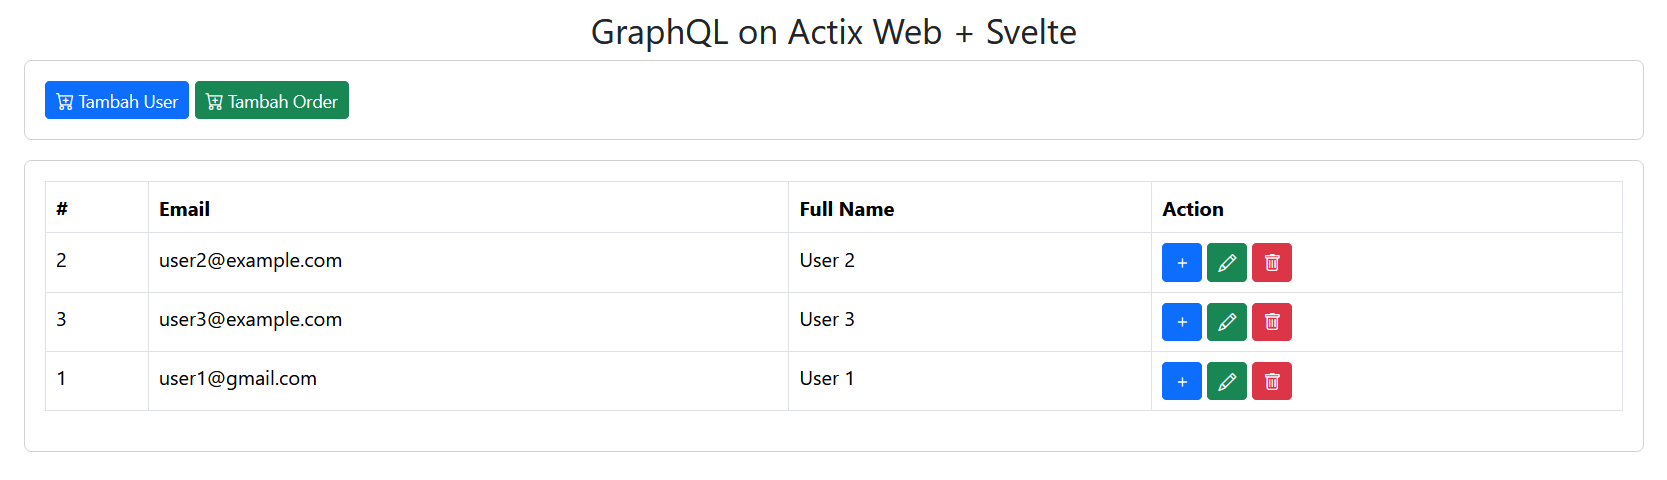 GraphQL on Actix Web + Svelte
Tambah User Tambah Order
# Email Full Name Action
2 user2@example.com User 2
3 user3@example.com User 3
1 user1@gmail.com User 1